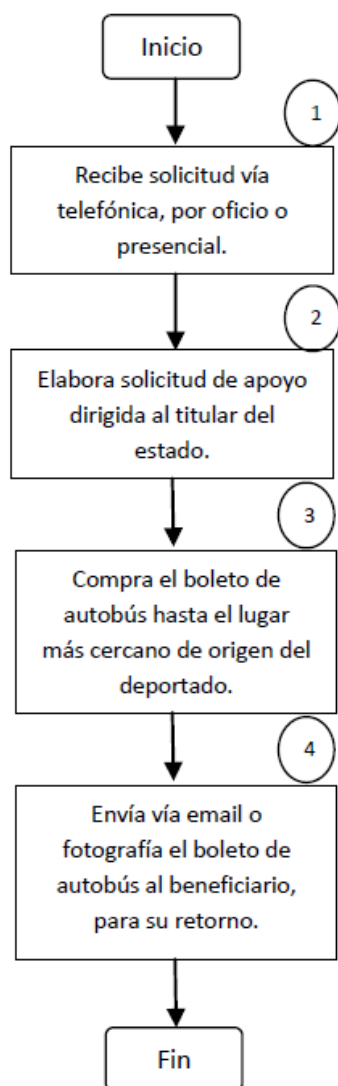 Inicio
1
Recibe solicitud vía
telefónica, por oficio o
presencial.
2
Elabora solicitud de apoyo
dirigida al titular del
estado.
3
Compra el boleto de
autobús hasta el lugar
más cercano de origen del
deportado.
4
Envía vía email o
fotografía el boleto de
autobús al beneficiario,
para su retorno.
Fin